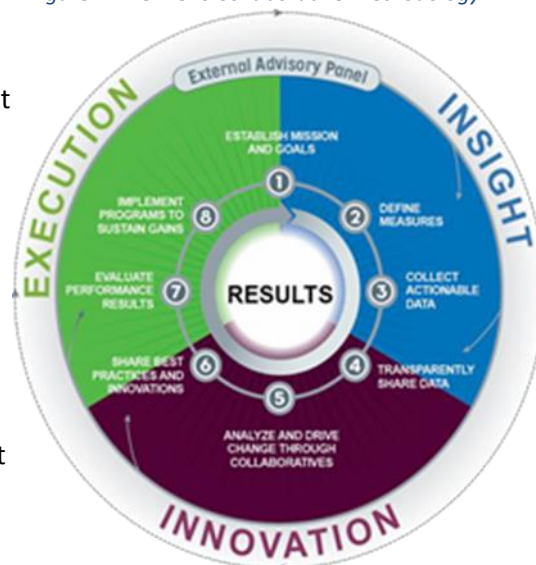 External Advisory Panel
EXECUTION
INSIGHT
INNOVATION
RESULTS
1
ESTABLISH MISSION
AND GOALS
2
DEFINE
MEASURES
3
COLLECT
ACTIONABLE
DATA
4
TRANSPARENTLY
SHARE DATA
5
ANALYZE AND DRIVE
CHANGE THROUGH
COLLABORATIVES
6
SHARE BEST
PRACTICES AND
INNOVATIONS
7
EVALUATE
PERFORMANCE
RESULTS
8
IMPLEMENT
PROGRAMS TO
SUSTAIN GAINS
t
t